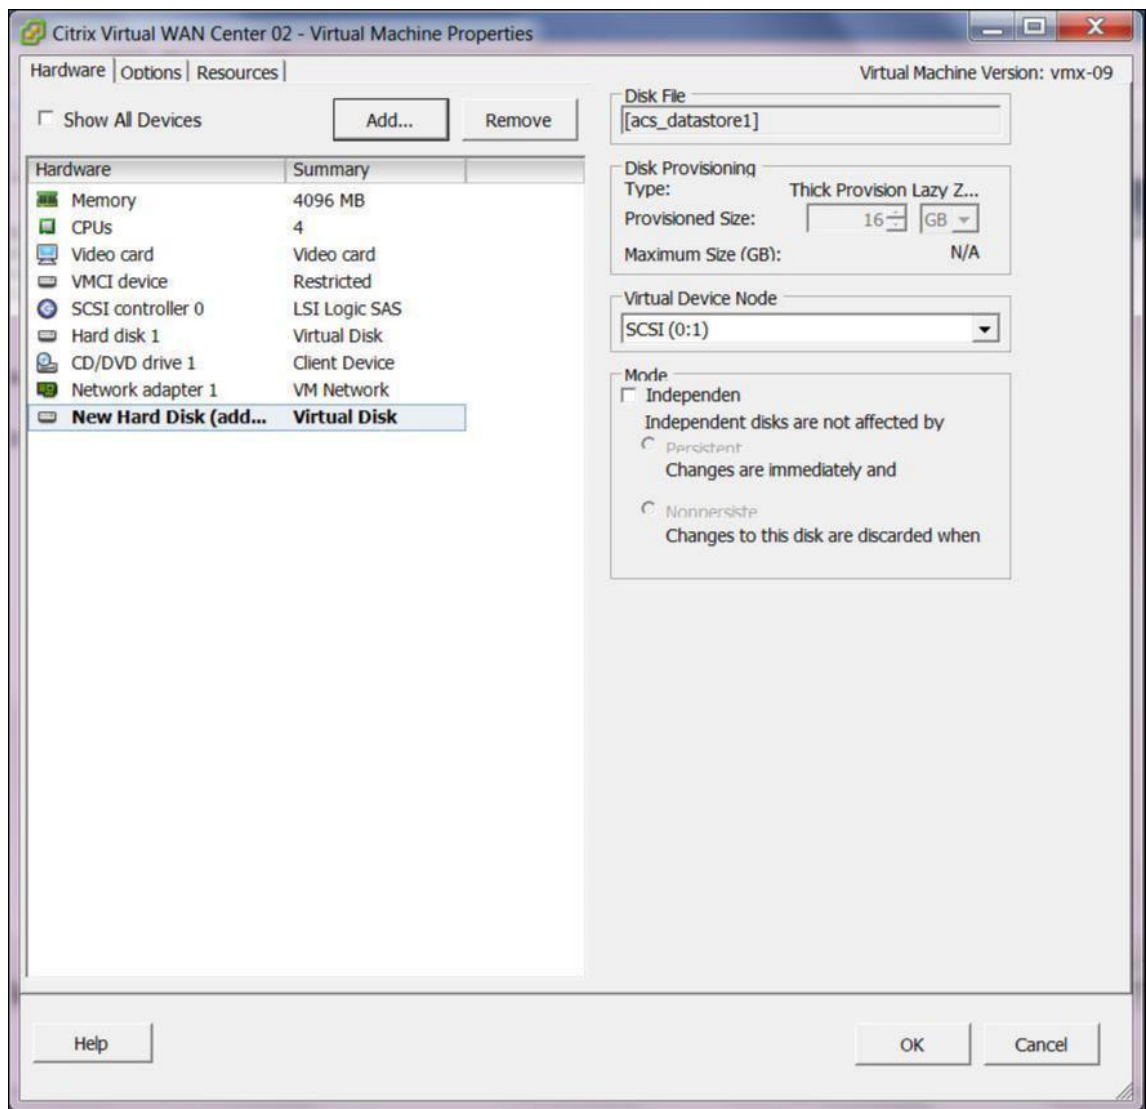 Citrix Virtual WAN Center 02 - Virtual Machine Properties
Hardware Options Resources
Virtual Machine Version: vmx-09
Show All Devices
Add...
Remove
Hardware Summary
Memory 4096 MB
CPUs 4
Video card Video card
VMCI device Restricted
SCSI controller 0 LSI Logic SAS
Hard disk 1 Virtual Disk
CD/DVD drive 1 Client Device
Network adapter 1 VM Network
New Hard Disk (add... Virtual Disk
Disk File
[acs_datastore1]
Disk Provisioning
Type: Thick Provision Lazy Z...
Provisioned Size: 16 GB
Maximum Size (GB): N/A
Virtual Device Node
SCSI (0:1)
Mode
Independen
Independent disks are not affected by
Persistent
Changes are immediately and
Nonpersiste
Changes to this disk are discarded when
Help
OK
Cancel